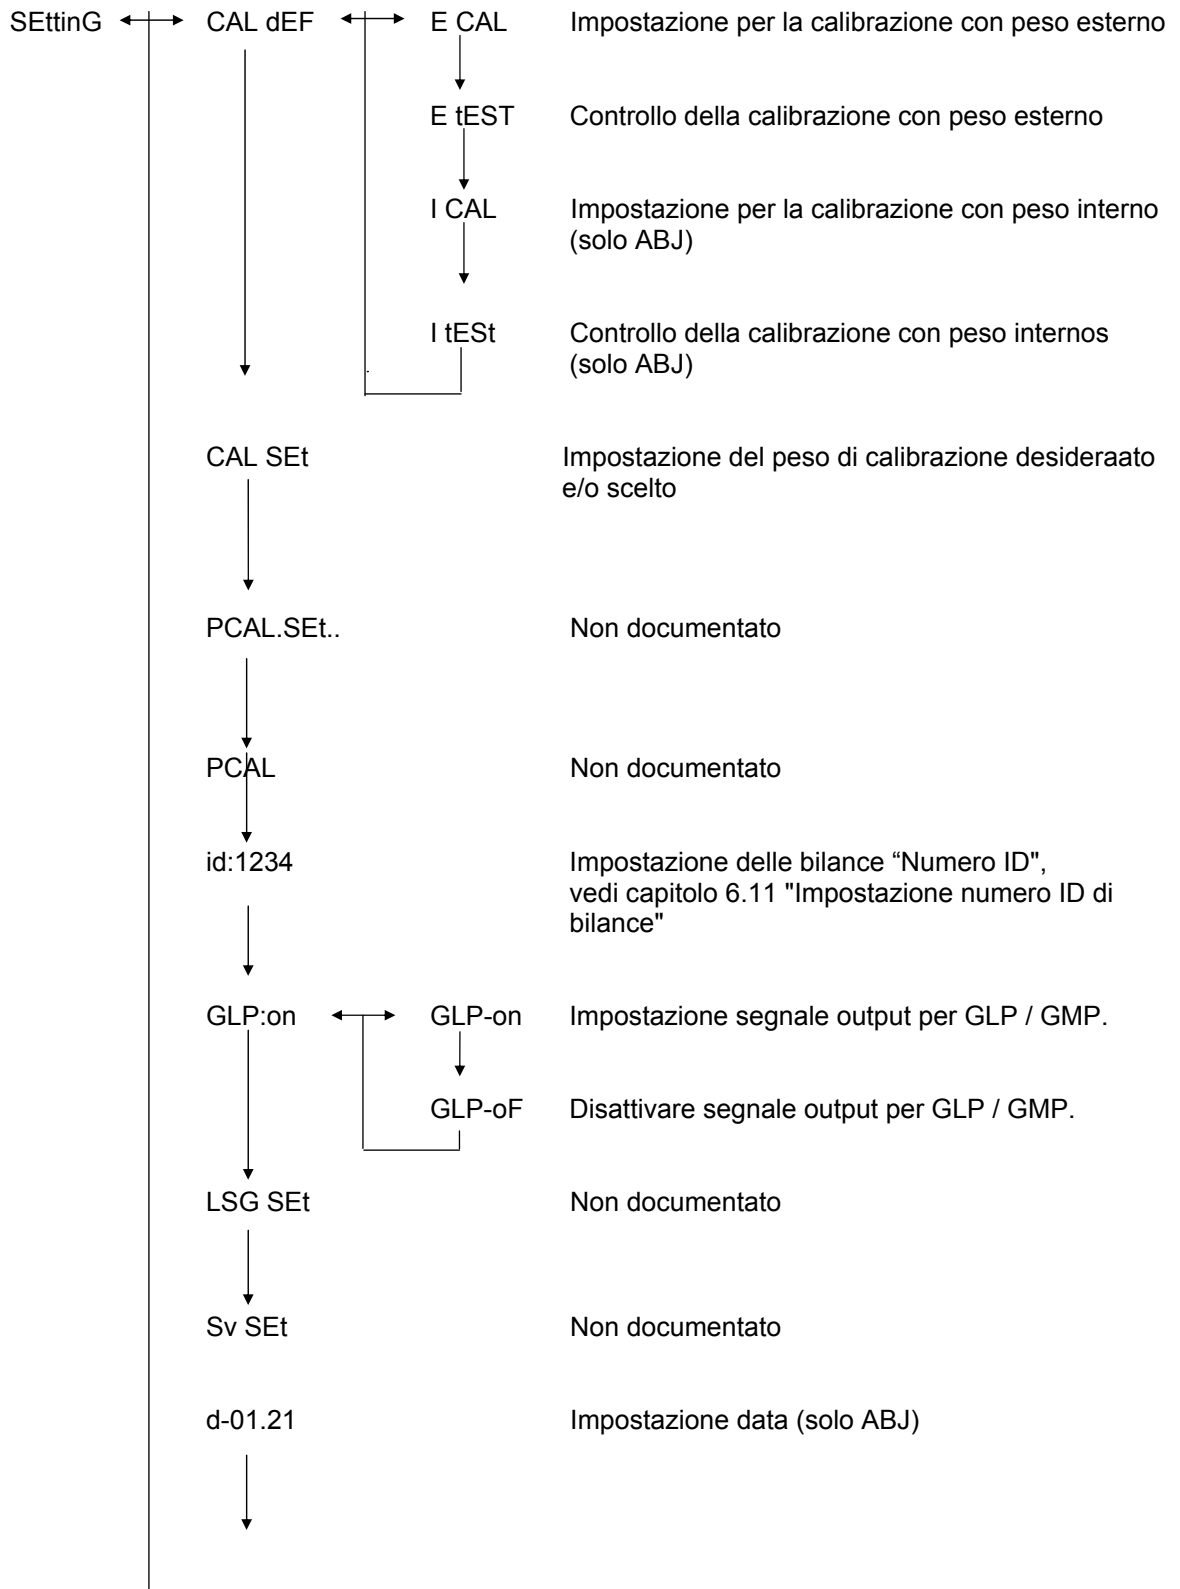 SEttinG CAL dEF E CAL Impostazione per la calibrazione con peso esterno
E tEST Controllo della calibrazione con peso esterno
I CAL Impostazione per la calibrazione con peso interno
(solo ABJ)
I tESt Controllo della calibrazione con peso internos
(solo ABJ)
CAL SEt Impostazione del peso di calibrazione desideraato
e/o scelto
PCAL.SEt.. Non documentato
PCAL Non documentato
id:1234 Impostazione delle bilance “Numero ID",
vedi capitolo 6.11 "Impostazione numero ID di
bilance"
GLP:on GLP-on Impostazione segnale output per GLP / GMP.
GLP-oF Disattivare segnale output per GLP / GMP.
LSG SEt Non documentato
Sv SEt Non documentato
d-01.21 Impostazione data (solo ABJ)